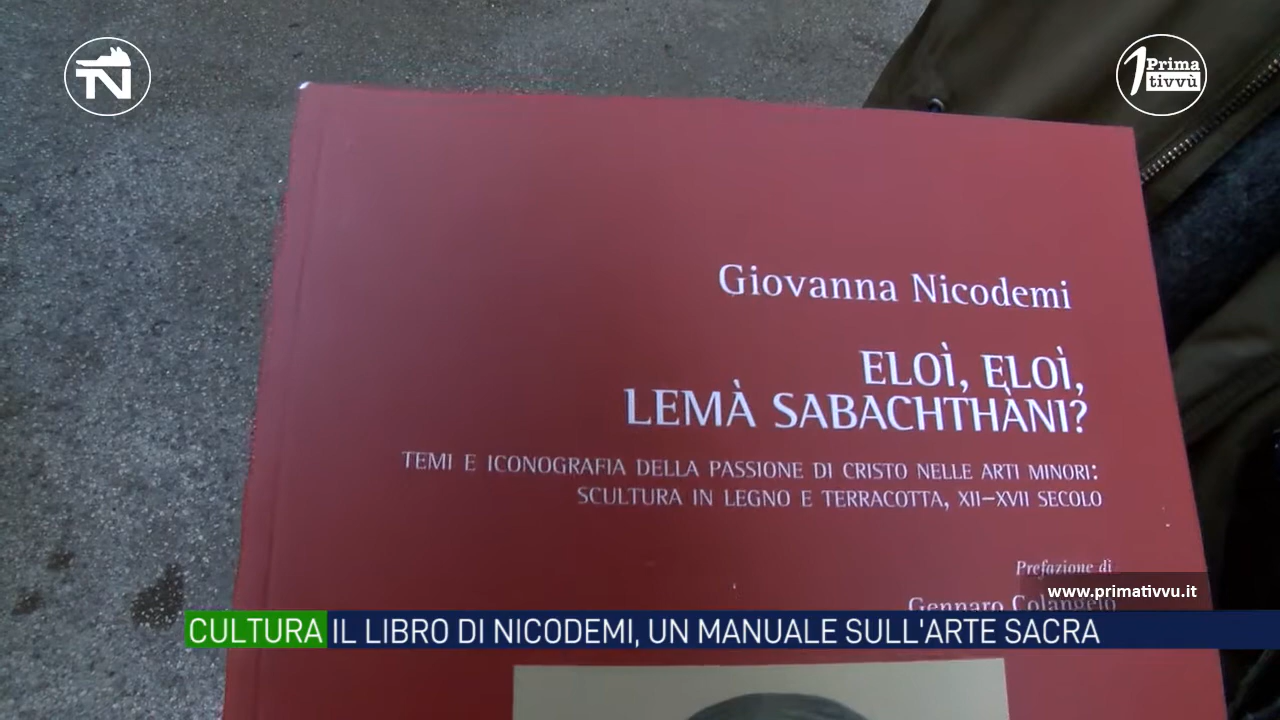 TN
1 Prima
tivvù
Giovanna Nicodemi
ELOÌ, ELOÌ,
LEMÀ SABACHTHÀNI?
TEMI E ICONOGRAFIA DELLA PASSIONE DI CRISTO NELLE ARTI MINORI:
SCULTURA IN LEGNO E TERRACOTTA, XII–XVII SECOLO
Prefazione di
www.primativvu.it
Gennaro Colangelo
CULTURA IL LIBRO DI NICODEMI, UN MANUALE SULL'ARTE SACRA